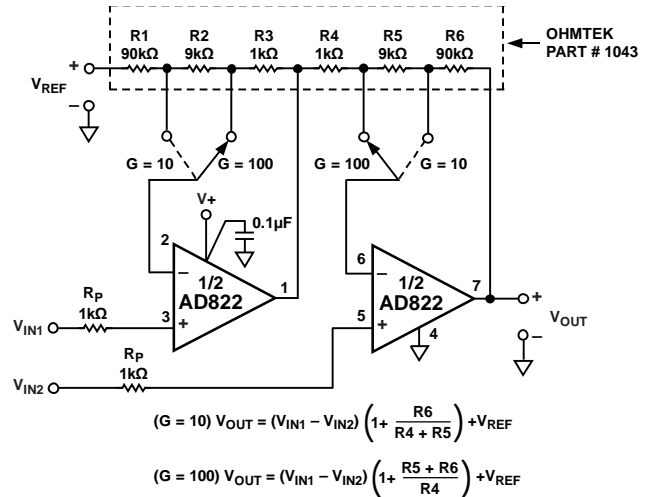 R1 R2 R3 R4 R5 R6
90kΩ 9kΩ 1kΩ 1kΩ 9kΩ 90kΩ
OHMTEK
PART # 1043
+
VREF
–
G = 10 G = 100 G = 100 G = 10
V+
0.1µF
2
–
1/2
AD822
1
3
+
6
–
1/2
AD822
7
5
+
4
+
VOUT
–
VIN1
RP
1kΩ
VIN2
RP
1kΩ
(G = 10) VOUT = (VIN1 – VIN2) (1+ R6 / R4 + R5) +VREF
(G = 100) VOUT = (VIN1 – VIN2) (1+ R5 + R6 / R4) +VREF